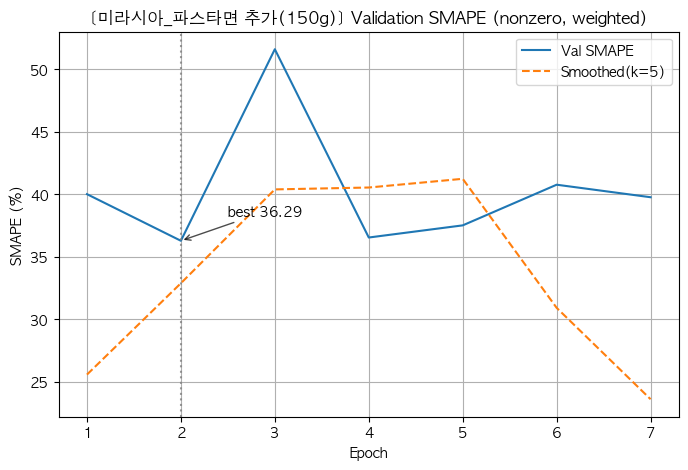 [미라시아_파스타면 추가(150g)] Validation SMAPE (nonzero, weighted)
Val SMAPE
Smoothed(k=5)
best 36.29
SMAPE (%)
50
45
40
35
30
25
1 2 3 4 5 6 7
Epoch